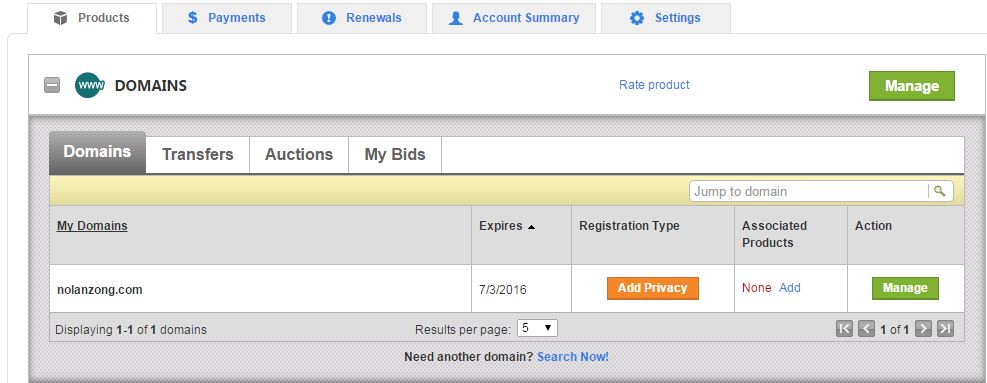 Products
Payments
Renewals
Account Summary
Settings
www DOMAINS
Rate product
Manage
Domains
Transfers
Auctions
My Bids
Jump to domain
My Domains
Expires
Registration Type
Associated
Products
Action
nolanzong.com
7/3/2016
Add Privacy
None Add
Manage
Displaying 1-1 of 1 domains
Results per page: 5
1 of 1
Need another domain? Search Now!